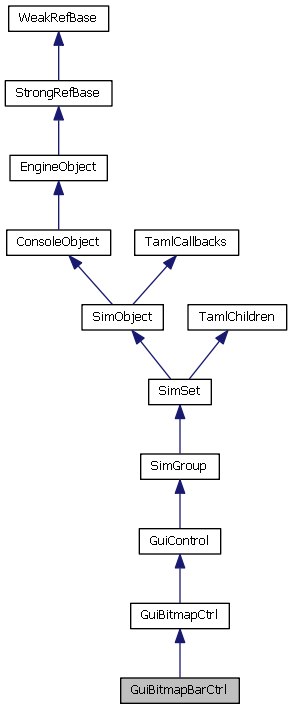 WeakRefBase
StrongRefBase
EngineObject
ConsoleObject
TamlCallbacks
SimObject
TamlChildren
SimSet
SimGroup
GuiControl
GuiBitmapCtrl
GuiBitmapBarCtrl